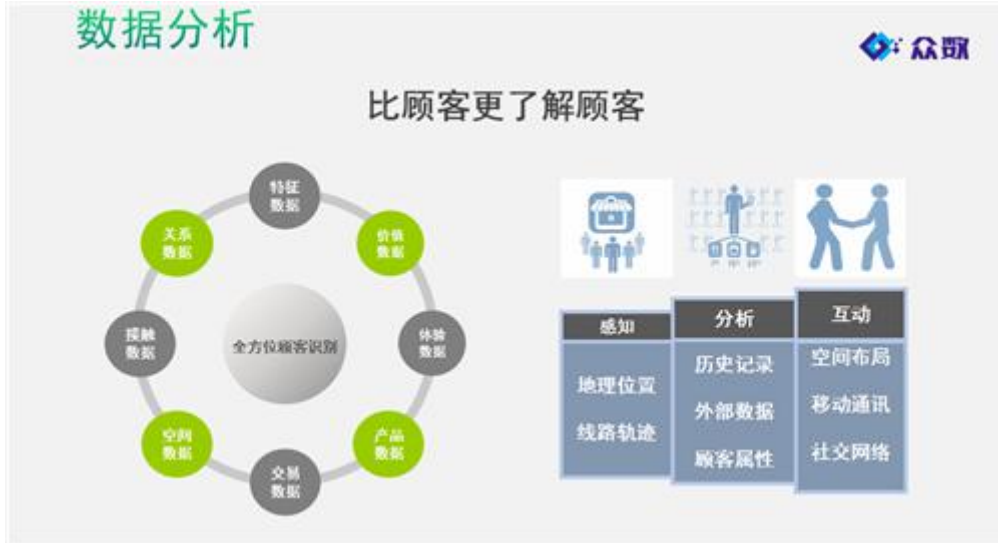 数据分析
众数
比顾客更了解顾客
特征
数据
价值
数据
体验
数据
产品
数据
交易
数据
空间
数据
接触
数据
关系
数据
全方位顾客识别
感知
地理位置
线路轨迹
分析
历史记录
外部数据
顾客属性
互动
空间布局
移动通讯
社交网络